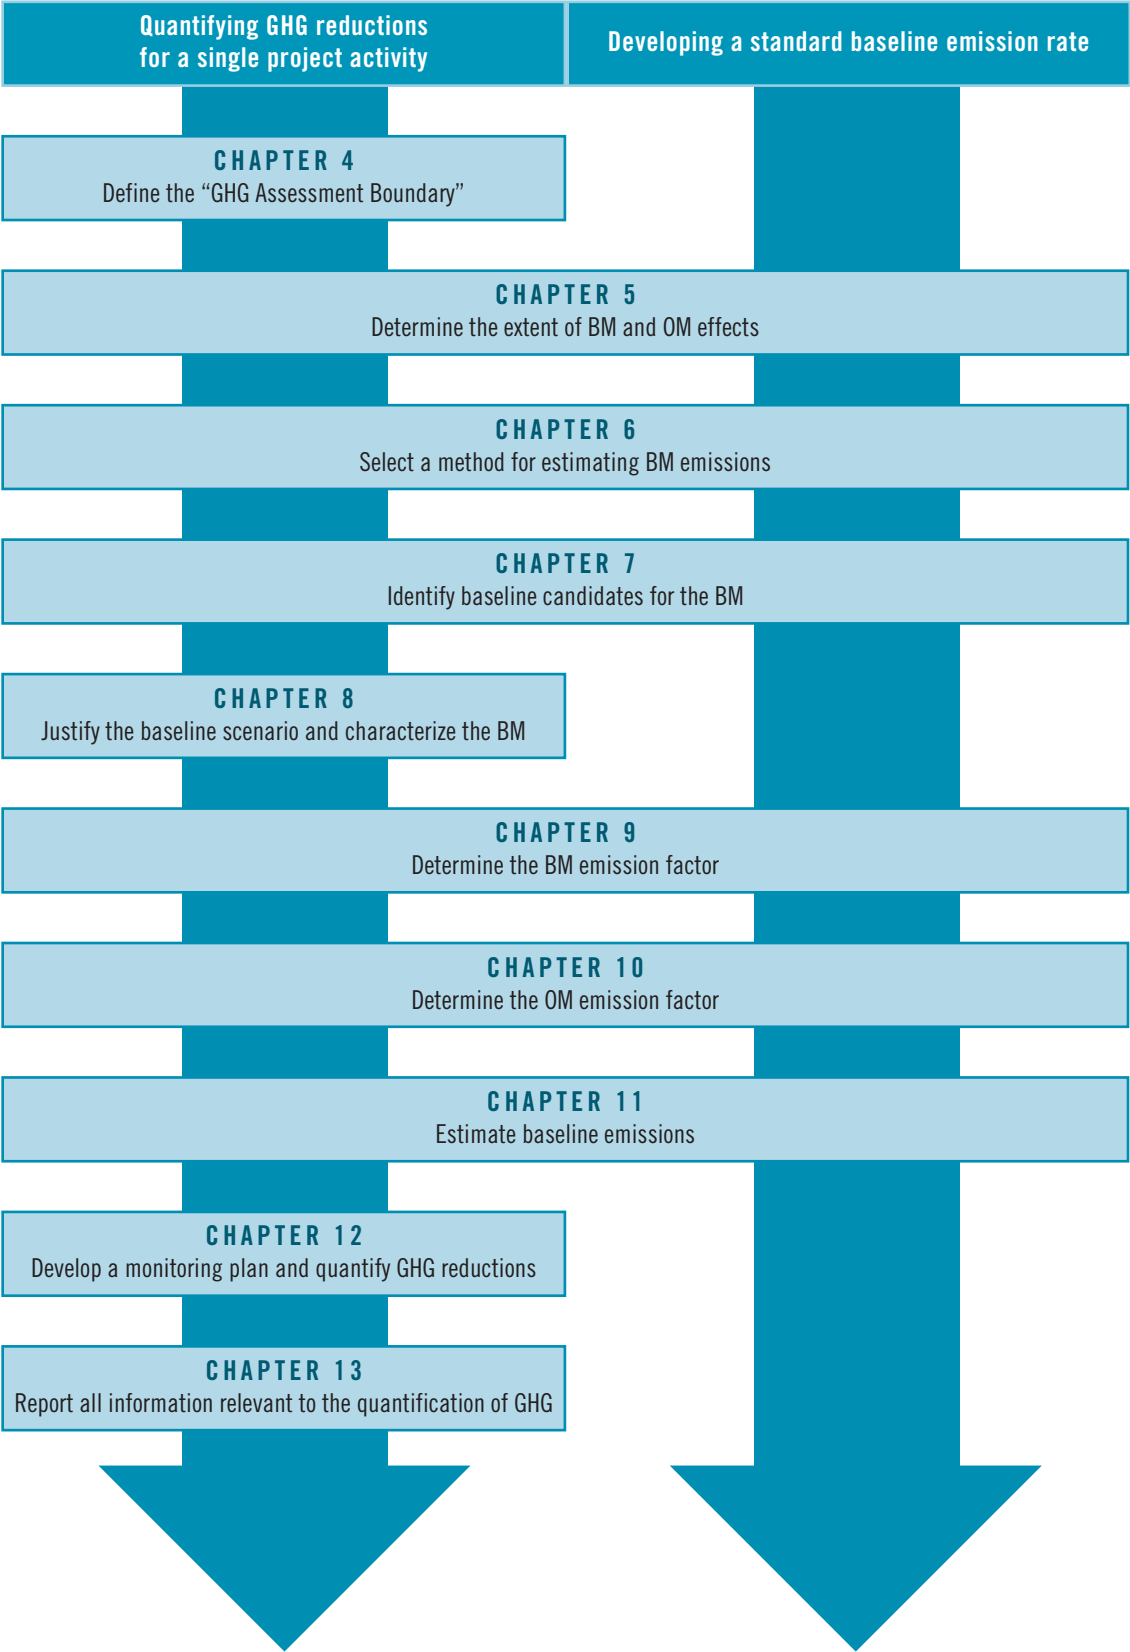 Quantifying GHG reductions
for a single project activity
Developing a standard baseline emission rate
CHAPTER 4
Define the “GHG Assessment Boundary”
CHAPTER 5
Determine the extent of BM and OM effects
CHAPTER 6
Select a method for estimating BM emissions
CHAPTER 7
Identify baseline candidates for the BM
CHAPTER 8
Justify the baseline scenario and characterize the BM
CHAPTER 9
Determine the BM emission factor
CHAPTER 10
Determine the OM emission factor
CHAPTER 11
Estimate baseline emissions
CHAPTER 12
Develop a monitoring plan and quantify GHG reductions
CHAPTER 13
Report all information relevant to the quantification of GHG